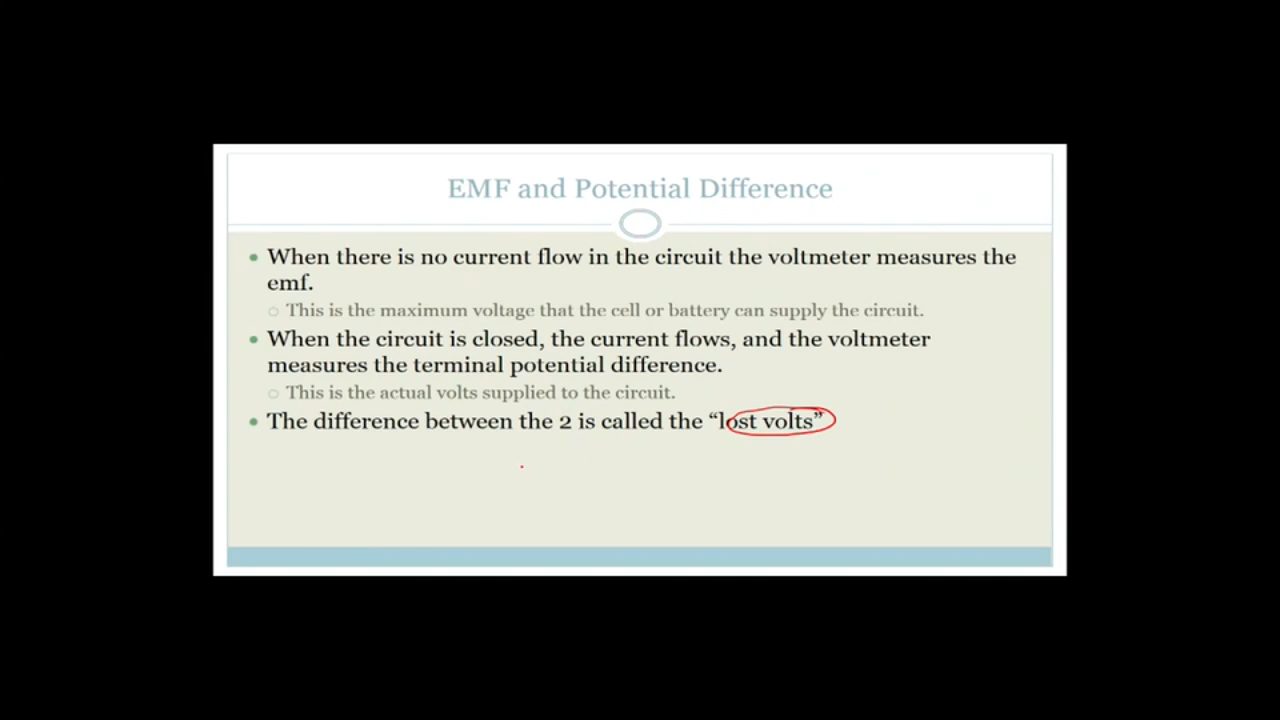 EMF and Potential Difference
• When there is no current flow in the circuit the voltmeter measures the
emf.
○ This is the maximum voltage that the cell or battery can supply the circuit.
• When the circuit is closed, the current flows, and the voltmeter
measures the terminal potential difference.
○ This is the actual volts supplied to the circuit.
• The difference between the 2 is called the “lost volts”